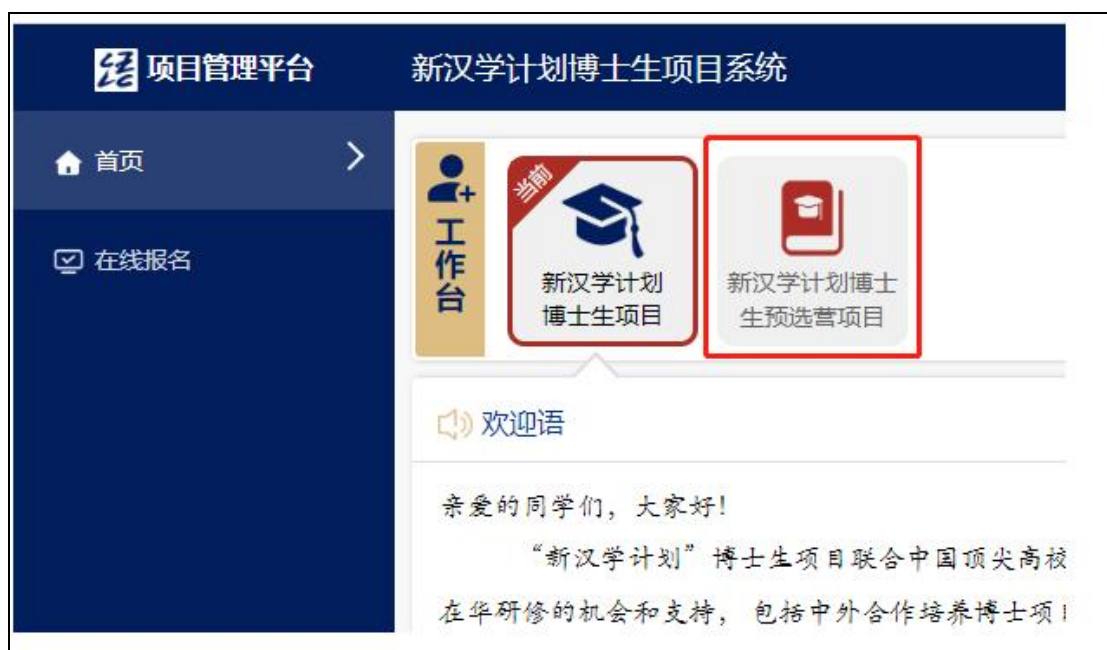 项目管理平台
新汉学计划博士生项目系统
首页
在线报名
工作台
当前
新汉学计划
博士生项目
新汉学计划博士
生预选营项目
欢迎语
亲爱的同学们，大家好！
“新汉学计划”博士生项目联合中国顶尖高校
在华研修的机会和支持，包括中外合作培养博士项